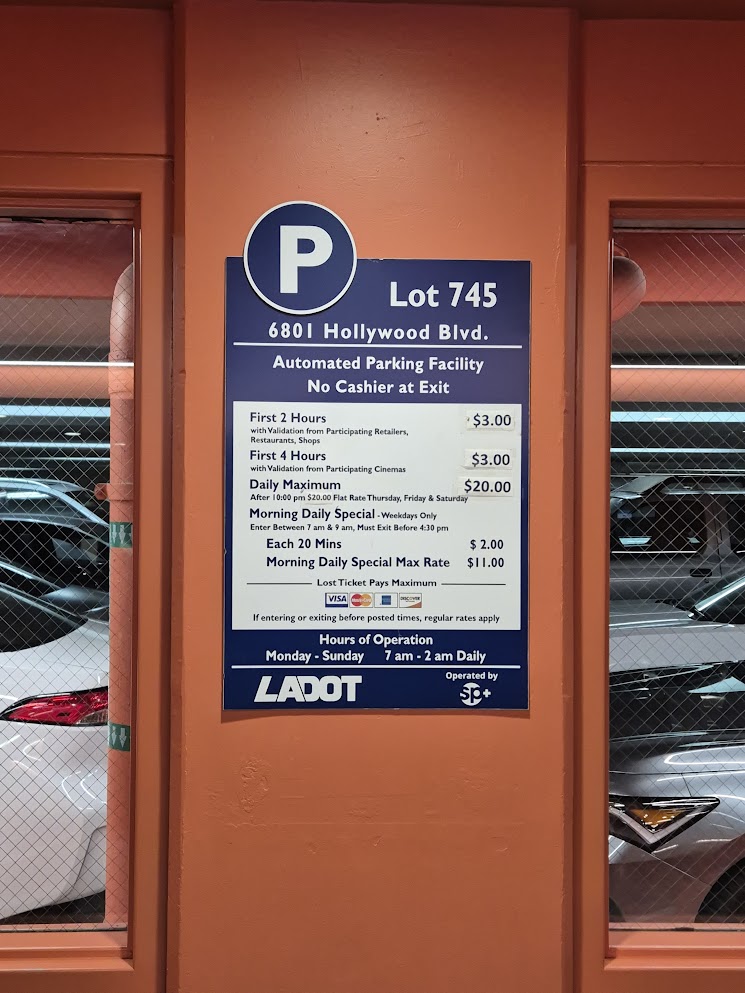 P
Lot 745
6801 Hollywood Blvd.
Automated Parking Facility
No Cashier at Exit
First 2 Hours $3.00
with Validation from Participating Retailers,
Restaurants, Shops
First 4 Hours $3.00
with Validation from Participating Cinemas
Daily Maximum $20.00
After 10:00 pm $20.00 Flat Rate Thursday, Friday & Saturday
Morning Daily Special - Weekdays Only
Enter Between 7 am & 9 am, Must Exit Before 4:30 pm
Each 20 Mins $ 2.00
Morning Daily Special Max Rate $11.00
Lost Ticket Pays Maximum
VISA MasterCard DISCOVER
If entering or exiting before posted times, regular rates apply
Hours of Operation
Monday - Sunday 7 am - 2 am Daily
LADOT
Operated by
sp+